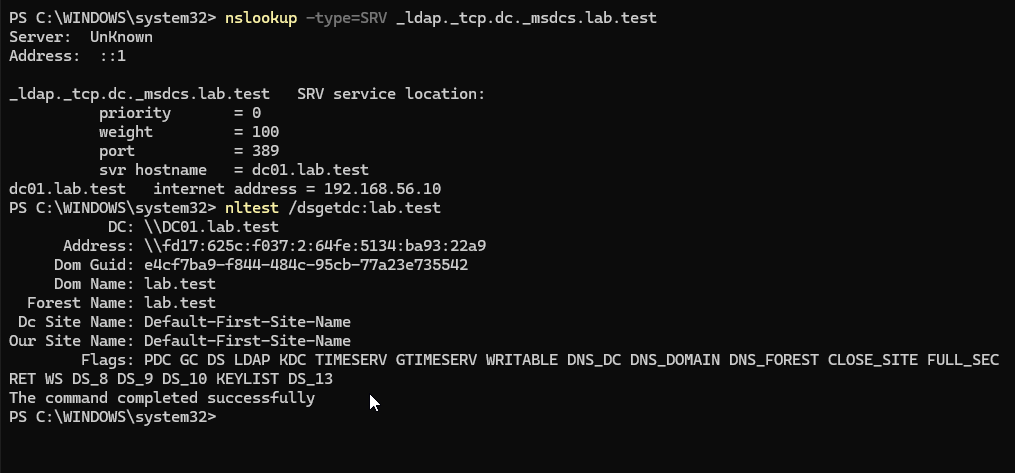 PS C:\WINDOWS\system32> nslookup -type=SRV _ldap._tcp.dc._msdcs.lab.test
Server:  UnKnown
Address:  ::1
_ldap._tcp.dc._msdcs.lab.test   SRV service location:
          priority       = 0
          weight         = 100
          port           = 389
          svr hostname   = dc01.lab.test
dc01.lab.test   internet address = 192.168.56.10
PS C:\WINDOWS\system32> nltest /dsgetdc:lab.test
           DC: \\DC01.lab.test
      Address: \\fd17:625c:f037:2:64fe:5134:ba93:22a9
     Dom Guid: e4cf7ba9-f844-484c-95cb-77a23e735542
     Dom Name: lab.test
  Forest Name: lab.test
 Dc Site Name: Default-First-Site-Name
Our Site Name: Default-First-Site-Name
        Flags: PDC GC DS LDAP KDC TIMESERV GTIMESERV WRITABLE DNS_DC DNS_DOMAIN DNS_FOREST CLOSE_SITE FULL_SEC
RET WS DS_8 DS_9 DS_10 KEYLIST DS_13
The command completed successfully
PS C:\WINDOWS\system32>